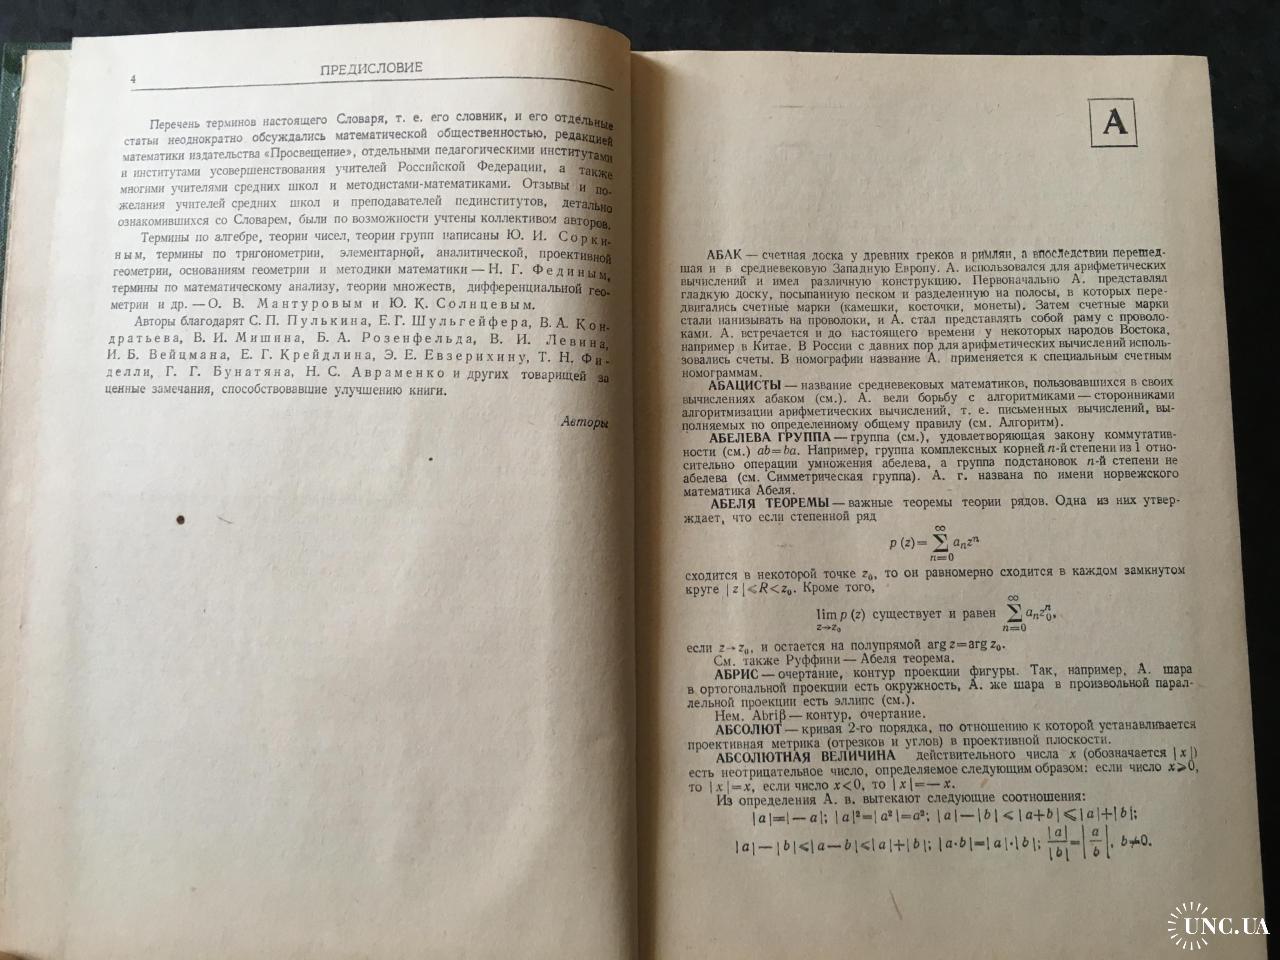 4
ПРЕДИСЛОВИЕ
Перечень терминов настоящего Словаря, т. е. его словник, и его отдельные
статьи неоднократно обсуждались математической общественностью, редакцией
математики издательства «Просвещение», отдельными педагогическими институтами
и институтами усовершенствования учителей Российской Федерации, а также
многими учителями средних школ и методистами-математиками. Отзывы и по-
желания учителей средних школ и преподавателей пединститутов, детально
ознакомившихся со Словарем, были по возможности учтены коллективом авторов.
Термины по алгебре, теории чисел, теории групп написаны Ю. И. Сорки-
ным, термины по тригонометрии, элементарной, аналитической, проективной
геометрии, основаниям геометрии и методики математики — Н. Г. Фединым,
термины по математическому анализу, теории множеств, дифференциальной гео-
метрии и др. — О. В. Мантуровым и Ю. К. Солнцевым.
Авторы благодарят С. П. Пулькина, Е. Г. Шульгейфера, В. А. Кон-
дратьева, В. И. Мишина, Б. А. Розенфельда, В. И. Левина,
И. Б. Вейцмана, Е. Г. Крейдлина, Э. Е. Евзерихину, Т. Н. Фи-
делли, Г. Г. Бунатяна, Н. С. Авраменко и других товарищей за
ценные замечания, способствовавшие улучшению книги.
Авторы
А
АБАК — счетная доска у древних греков и римлян, а впоследствии перешед-
шая и в средневековую Западную Европу. А. использовался для арифметических
вычислений и имел различную конструкцию. Первоначально А. представлял
гладкую доску, посыпанную песком и разделенную на полосы, в которых пере-
двигались счетные марки (камешки, косточки, монеты). Затем счетные марки
стали нанизывать на проволоки, и А. стал представлять собой раму с проволо-
ками. А. встречается и до настоящего времени у некоторых народов Востока,
например в Китае. В России с давних пор для арифметических вычислений исполь-
зовались счеты. В номографии название А. применяется к специальным счетным
номограммам.
АБАЦИСТЫ — название средневековых математиков, пользовавшихся в своих
вычислениях абаком (см.). А. вели борьбу с алгоритмиками — сторонниками
алгоритмизации арифметических вычислений, т. е. письменных вычислений, вы-
полняемых по определенному общему правилу (см. Алгоритм).
АБЕЛЕВА ГРУППА — группа (см.), удовлетворяющая закону коммутатив-
ности (см.) ab=ba. Например, группа комплексных корней n-й степени из 1 отно-
сительно операции умножения абелева, а группа подстановок n-й степени не
абелева (см. Симметрическая группа). А. г. названа по имени норвежского
математика Абеля.
АБЕЛЯ ТЕОРЕМЫ — важные теоремы теории рядов. Одна из них утвер-
ждает, что если степенной ряд
p (z) = ∑_{n=0}^{∞} a_n z^n
сходится в некоторой точке z₀, то он равномерно сходится в каждом замкнутом
круге |z|⩽R<z₀. Кроме того,
lim_{z→z₀} p (z) существует и равен ∑_{n=0}^{∞} a_n z₀^n,
если z→z₀, и остается на полупрямой arg z=arg z₀.
См. также Руффини — Абеля теорема.
АБРИС — очертание, контур проекции фигуры. Так, например, А. шара
в ортогональной проекции есть окружность, А. же шара в произвольной парал-
лельной проекции есть эллипс (см.).
Нем. Abriß — контур, очертание.
АБСОЛЮТ — кривая 2-го порядка, по отношению к которой устанавливается
проективная метрика (отрезков и углов) в проективной плоскости.
АБСОЛЮТНАЯ ВЕЛИЧИНА действительного числа x (обозначается |x|)
есть неотрицательное число, определяемое следующим образом: если число x⩾0,
то |x|=x, если число x<0, то |x|=—x.
Из определения А. в. вытекают следующие соотношения:
|a|=|—a|; |a|²=|a²|=a²; |a|—|b|⩽|a+b|⩽|a|+|b|;
|a|—|b|⩽|a—b|⩽|a|+|b|; |a·b|=|a|·|b|; |a|/|b|=|a/b|, b≠0.
UNC.UA